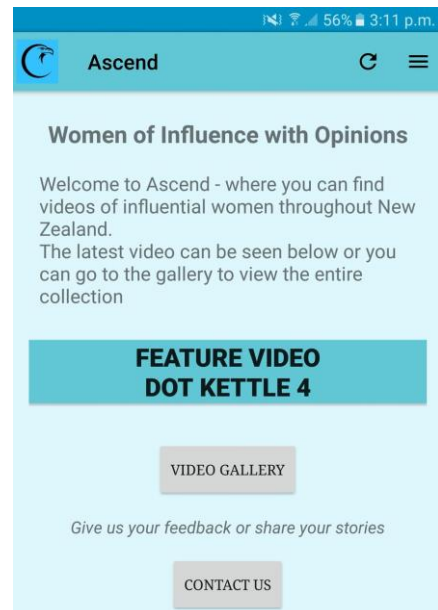 56% 3:11 p.m.
Ascend
Women of Influence with Opinions
Welcome to Ascend - where you can find
videos of influential women throughout New
Zealand.
The latest video can be seen below or you
can go to the gallery to view the entire
collection
FEATURE VIDEO
DOT KETTLE 4
VIDEO GALLERY
Give us your feedback or share your stories
CONTACT US